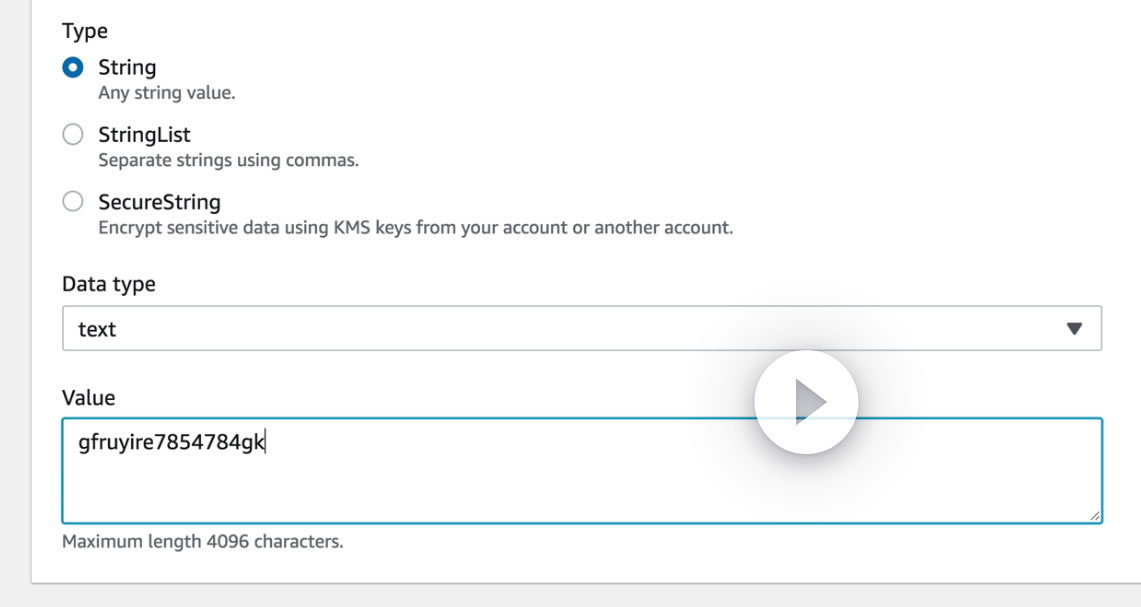 Type
String
Any string value.
StringList
Separate strings using commas.
SecureString
Encrypt sensitive data using KMS keys from your account or another account.
Data type
text
Value
gfruyire7854784gk
Maximum length 4096 characters.